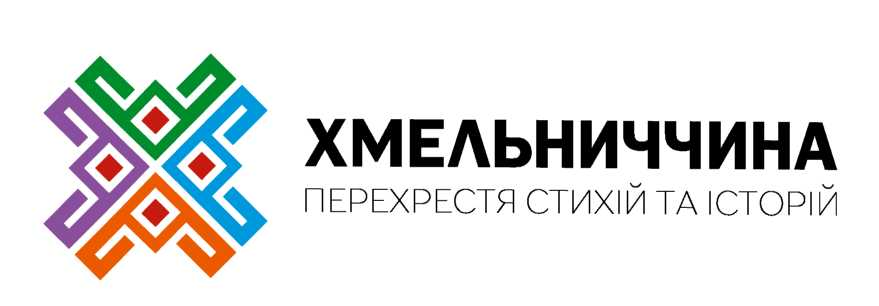 ХМЕЛЬНИЧЧИНА
ПЕРЕХРЕСТЯ СТИХІЙ ТА ІСТОРІЙ